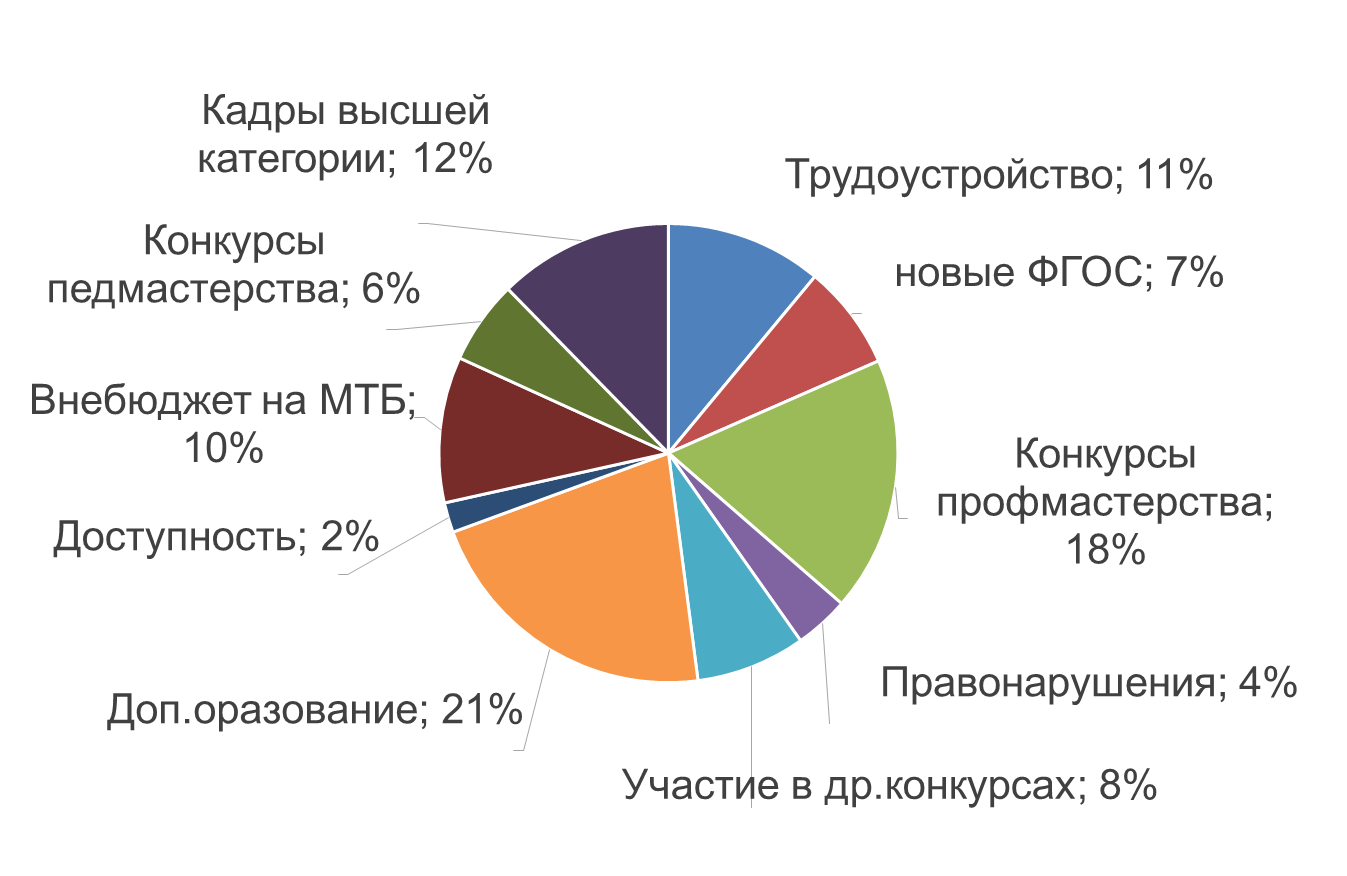 Кадры высшей
категории; 12%
Трудоустройство; 11%
Конкурсы
педмастерства; 6%
новые ФГОС; 7%
Внебюджет на МТБ;
10%
Конкурсы
профмастерства;
18%
Доступность; 2%
Правонарушения; 4%
Доп.оразование; 21%
Участие в др.конкурсах; 8%